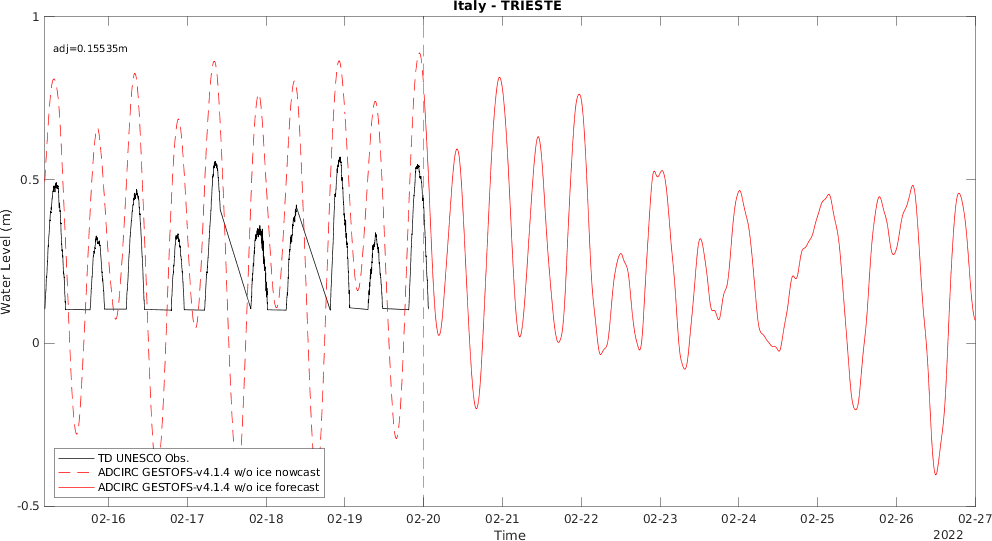 Italy - TRIESTE
adj=0.15535m
1
0.5
0
-0.5
Water Level (m)
TD UNESCO Obs.
ADCIRC GESTOFS-v4.1.4 w/o ice nowcast
ADCIRC GESTOFS-v4.1.4 w/o ice forecast
02-16 02-17 02-18 02-19 02-20 02-21 02-22 02-23 02-24 02-25 02-26 02-27
Time
2022